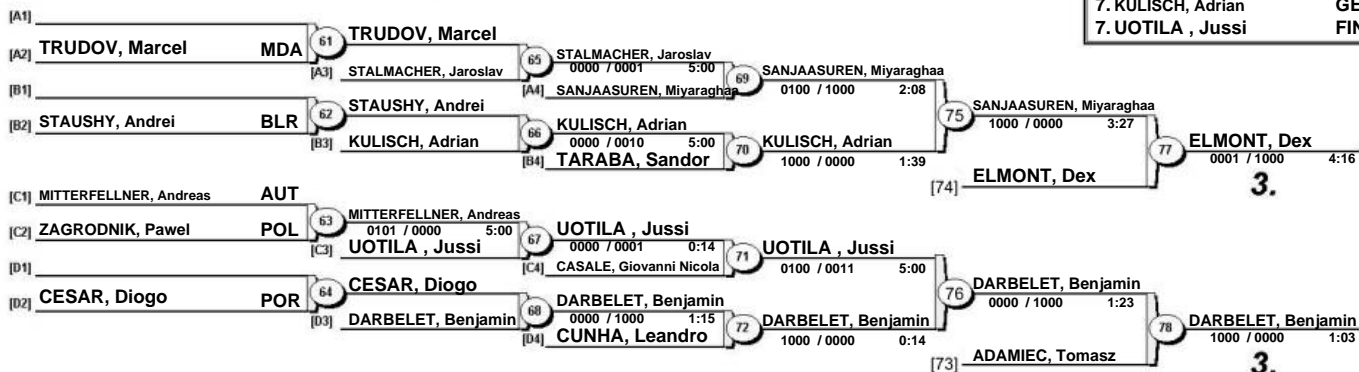 7. KULISCH, Adrian GE
7. UOTILA , Jussi FIN
[A1]
[A2] TRUDOV, Marcel MDA
61
TRUDOV, Marcel
[A3] STALMACHER, Jaroslav
65
STALMACHER, Jaroslav
0000 / 0001 5:00
[A4] SANJAASUREN, Miyaraghaa
69
SANJAASUREN, Miyaraghaa
0100 / 1000 2:08
[B1]
[B2] STAUSHY, Andrei BLR
62
STAUSHY, Andrei
[B3] KULISCH, Adrian
66
KULISCH, Adrian
0000 / 0010 5:00
[B4] TARABA, Sandor
70
KULISCH, Adrian
1000 / 0000 1:39
75
SANJAASUREN, Miyaraghaa
1000 / 0000 3:27
[74] ELMONT, Dex
77
ELMONT, Dex
0001 / 1000 4:16
3.
[C1] MITTERFELLNER, Andreas AUT
[C2] ZAGRODNIK, Pawel POL
63
MITTERFELLNER, Andreas
0101 / 0000 5:00
[C3] UOTILA , Jussi
67
UOTILA , Jussi
0000 / 0001 0:14
[C4] CASALE, Giovanni Nicola
71
UOTILA , Jussi
0100 / 0011 5:00
[D1]
[D2] CESAR, Diogo POR
64
CESAR, Diogo
[D3] DARBELET, Benjamin
68
DARBELET, Benjamin
0000 / 1000 1:15
[D4] CUNHA, Leandro
72
DARBELET, Benjamin
1000 / 0000 0:14
76
DARBELET, Benjamin
0000 / 1000 1:23
[73] ADAMIEC, Tomasz
78
DARBELET, Benjamin
1000 / 0000 1:03
3.